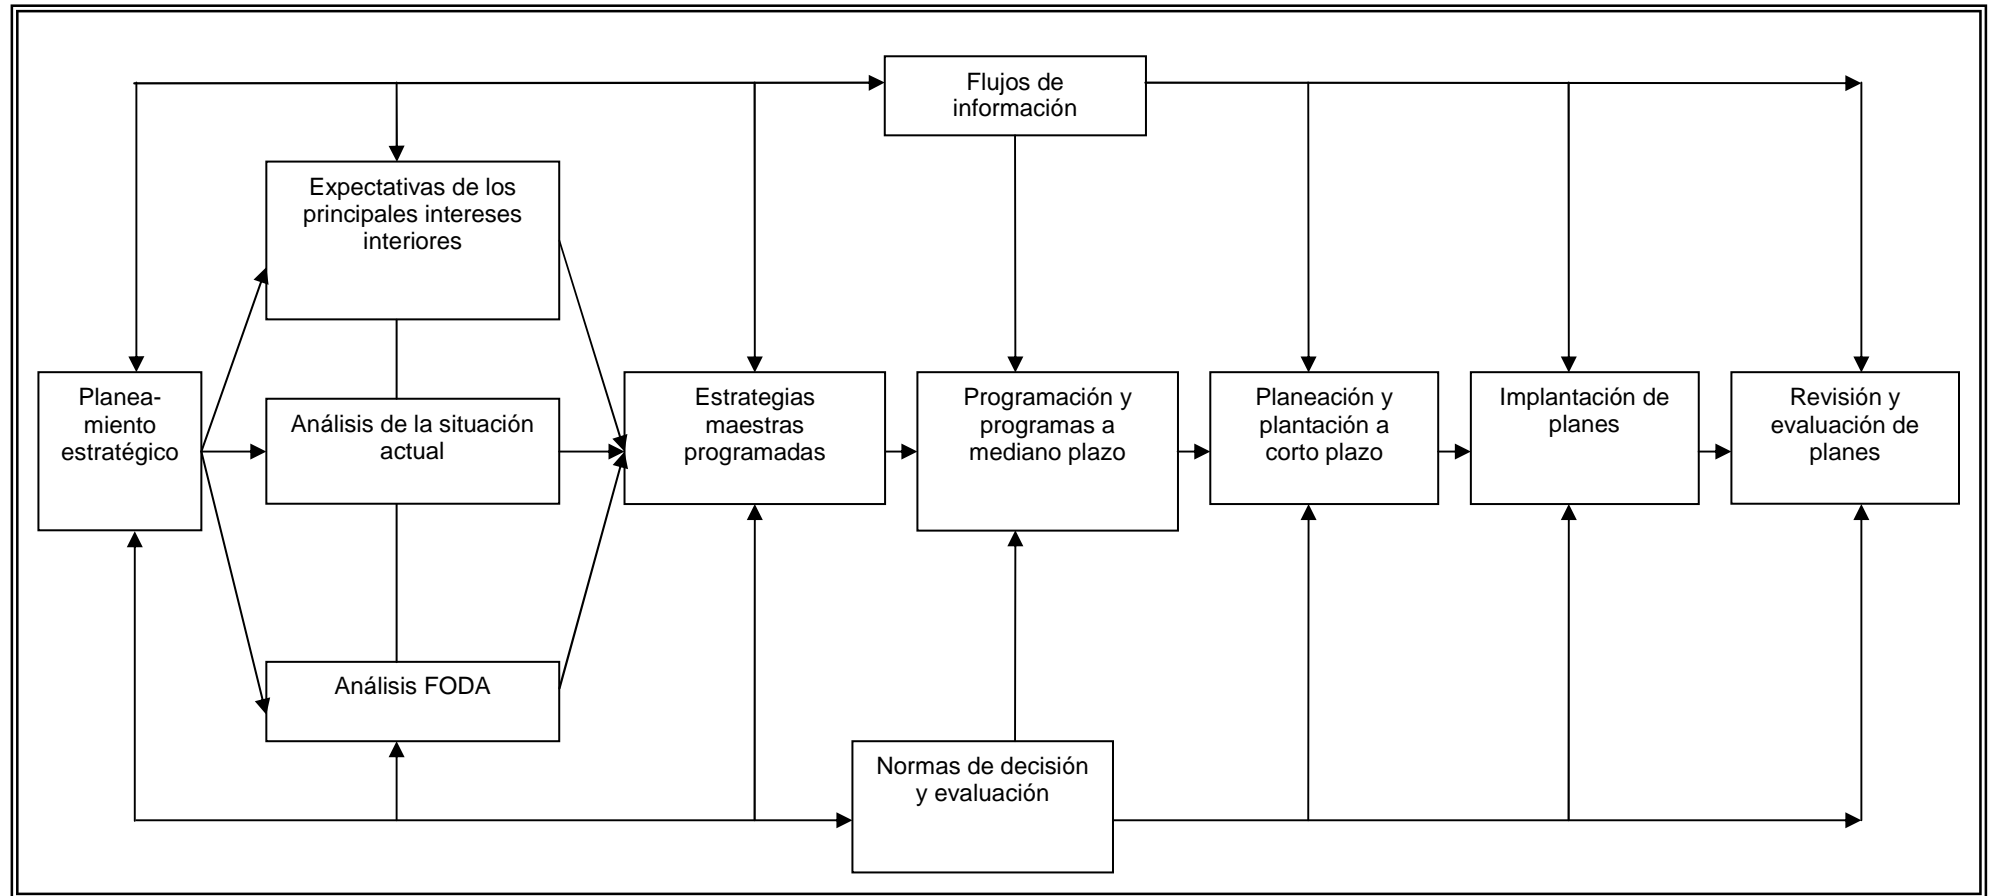 Flujos de
información
Expectativas de los
principales intereses
interiores
Planea-
miento
estratégico
Análisis de la situación
actual
Análisis FODA
Estrategias
maestras
programadas
Programación y
programas a
mediano plazo
Planeación y
plantación a
corto plazo
Implantación de
planes
Revisión y
evaluación de
planes
Normas de decisión
y evaluación